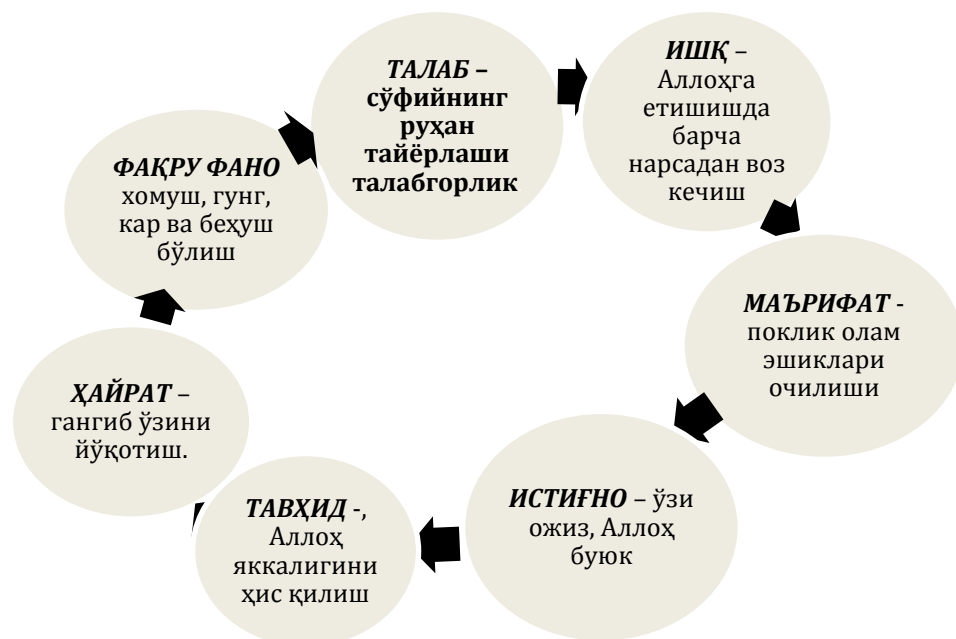 ТАЛАБ –
сўфийнинг
руҳан
тайёрлаши
талабгорлик
ИШҚ –
Аллоҳга
етишишда
барча
нарсадан воз
кечиш
МАЪРИФАТ -
поклик олам
эшиклари
очилиши
ИСТИҒНО – ўзи
ожиз, Аллоҳ
буюк
ТАВҲИД -,
Аллоҳ
яккалигини
ҳис қилиш
ҲАЙРАТ –
гангиб ўзини
йўқотиш.
ФАҚРУ ФАНО
хомуш, гунг,
кар ва беҳуш
бўлиш